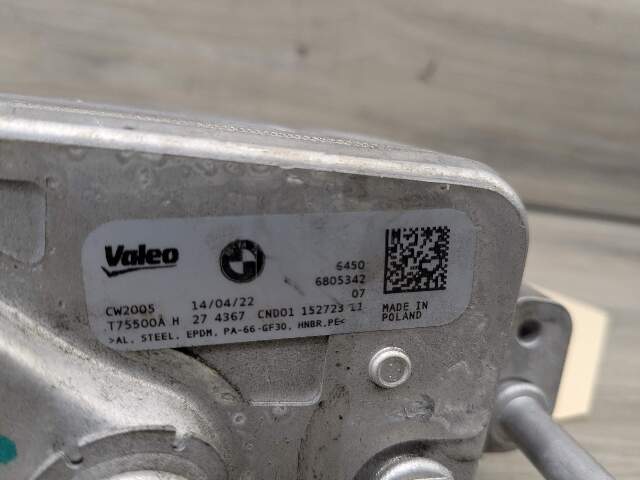 Valeo
6450
6805342
07
CW2005 14/04/22
T75500A H 27 4367 CND01 152723 11
>AL, STEEL, EPDM, PA-66-GF30, HNBR,PE<
MADE IN
POLAND